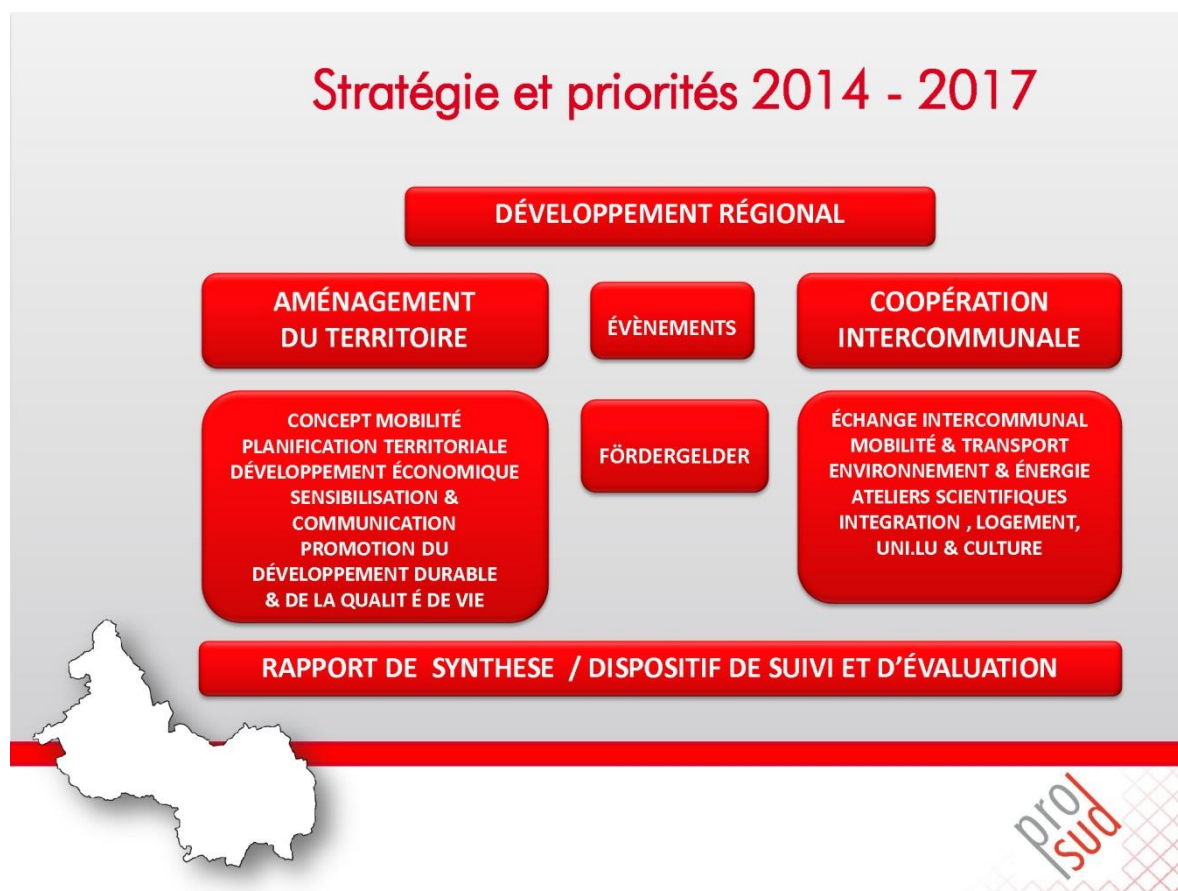 Stratégie et priorités 2014 - 2017
DÉVELOPPEMENT RÉGIONAL
AMÉNAGEMENT
DU TERRITOIRE
ÉVÈNEMENTS
COOPÉRATION
INTERCOMMUNALE
CONCEPT MOBILITÉ
PLANIFICATION TERRITORIALE
DÉVELOPPEMENT ÉCONOMIQUE
SENSIBILISATION &
COMMUNICATION
PROMOTION DU
DÉVELOPPEMENT DURABLE
& DE LA QUALIT É DE VIE
FÖRDERGELDER
ÉCHANGE INTERCOMMUNAL
MOBILITÉ & TRANSPORT
ENVIRONNEMENT & ÉNERGIE
ATELIERS SCIENTIFIQUES
INTEGRATION , LOGEMENT,
UNI.LU & CULTURE
RAPPORT DE SYNTHESE / DISPOSITIF DE SUIVI ET D’ÉVALUATION
pro
sud